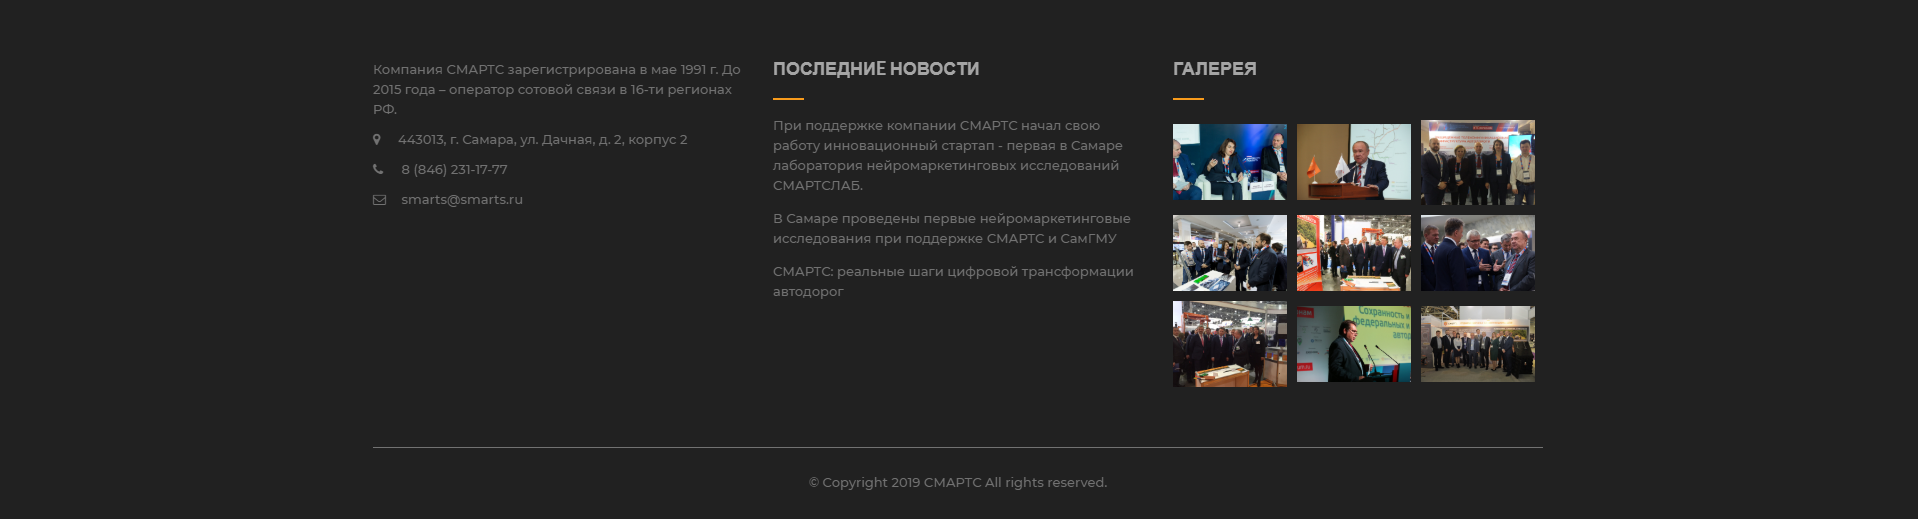 Компания СМАРТС зарегистрирована в мае 1991 г. До
2015 года – оператор сотовой связи в 16-ти регионах
РФ.
443013, г. Самара, ул. Дачная, д. 2, корпус 2
8 (846) 231-17-77
smarts@smarts.ru
ПОСЛЕДНИЕ НОВОСТИ
При поддержке компании СМАРТС начал свою
работу инновационный стартап - первая в Самаре
лаборатория нейромаркетинговых исследований
СМАРТСЛАБ.
В Самаре проведены первые нейромаркетинговые
исследования при поддержке СМАРТС и СамГМУ
СМАРТС: реальные шаги цифровой трансформации
автодорог
ГАЛЕРЕЯ
Сохранность и
федеральных и
автод
© Copyright 2019 СМАРТС All rights reserved.